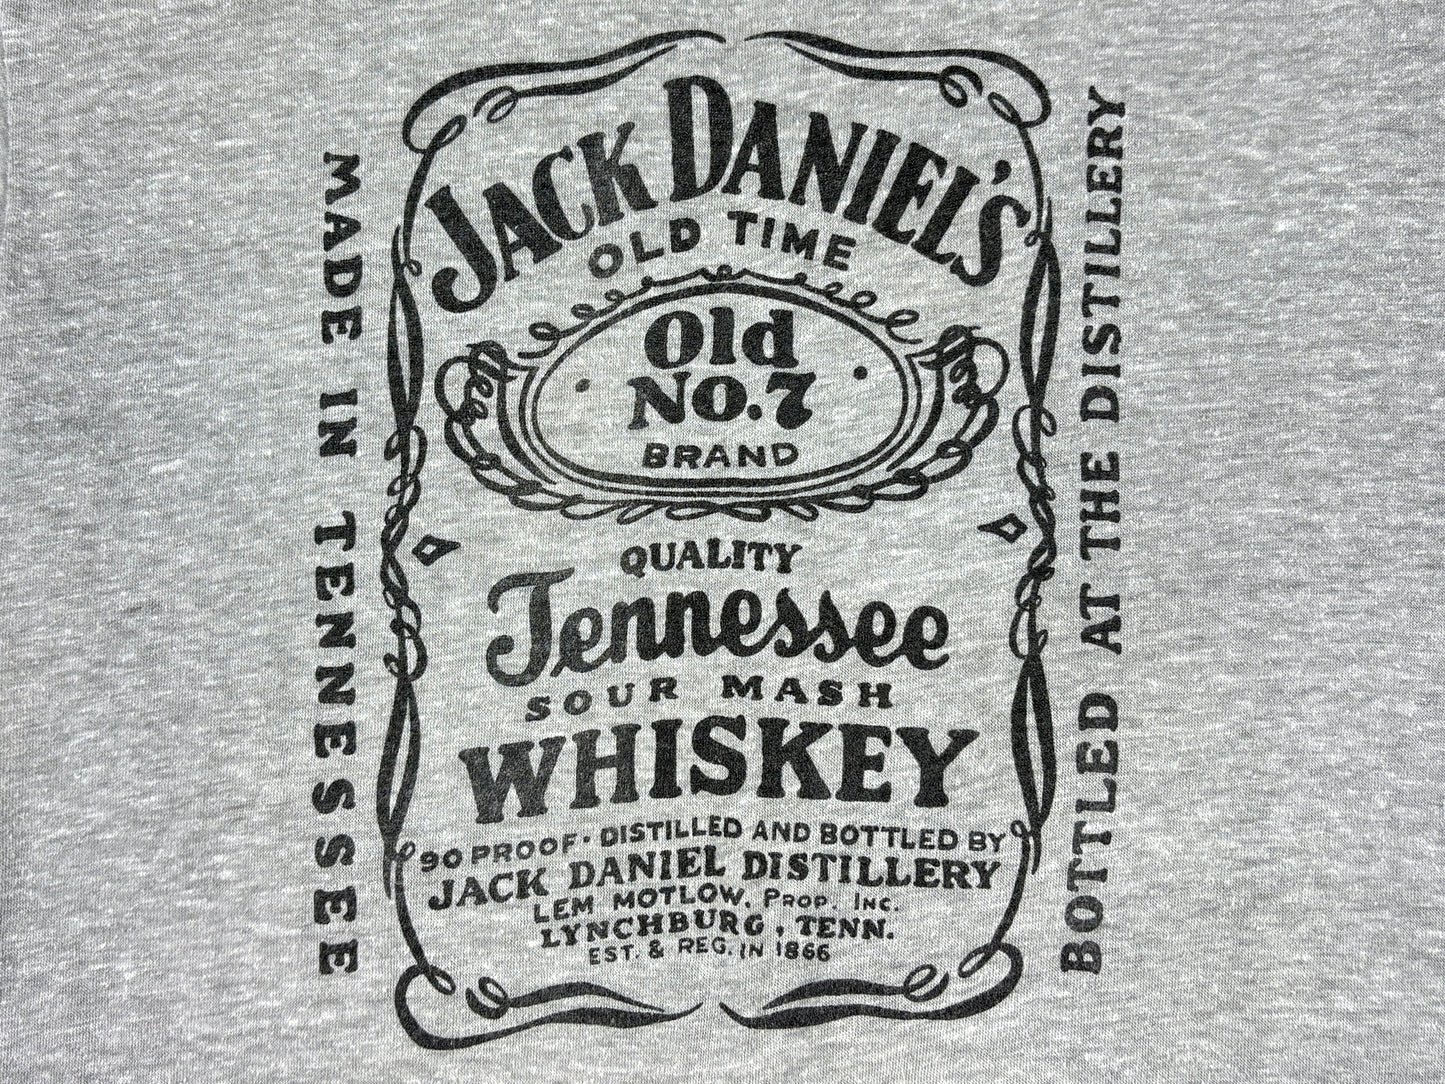 JACK DANIEL'S
OLD TIME
Old
No.7
BRAND
QUALITY
Tennessee
SOUR MASH
WHISKEY
90 PROOF · DISTILLED AND BOTTLED BY
JACK DANIEL DISTILLERY
LEM MOTLOW, PROP. INC.
LYNCHBURG, TENN.
EST. & REG. IN 1866
MADE IN TENNESSEE
BOTTLED AT THE DISTILLERY